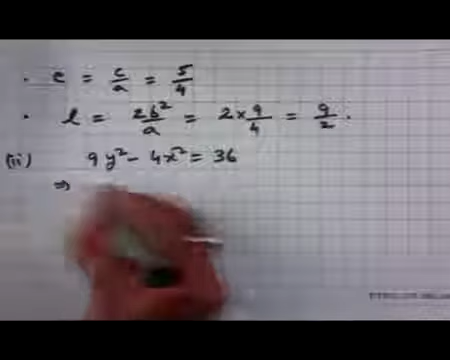 · e = c/a = 5/4
· l = 2b²/a = 2×9/4 = 9/2 .
(ii) 9y² - 4x² = 36
⇒